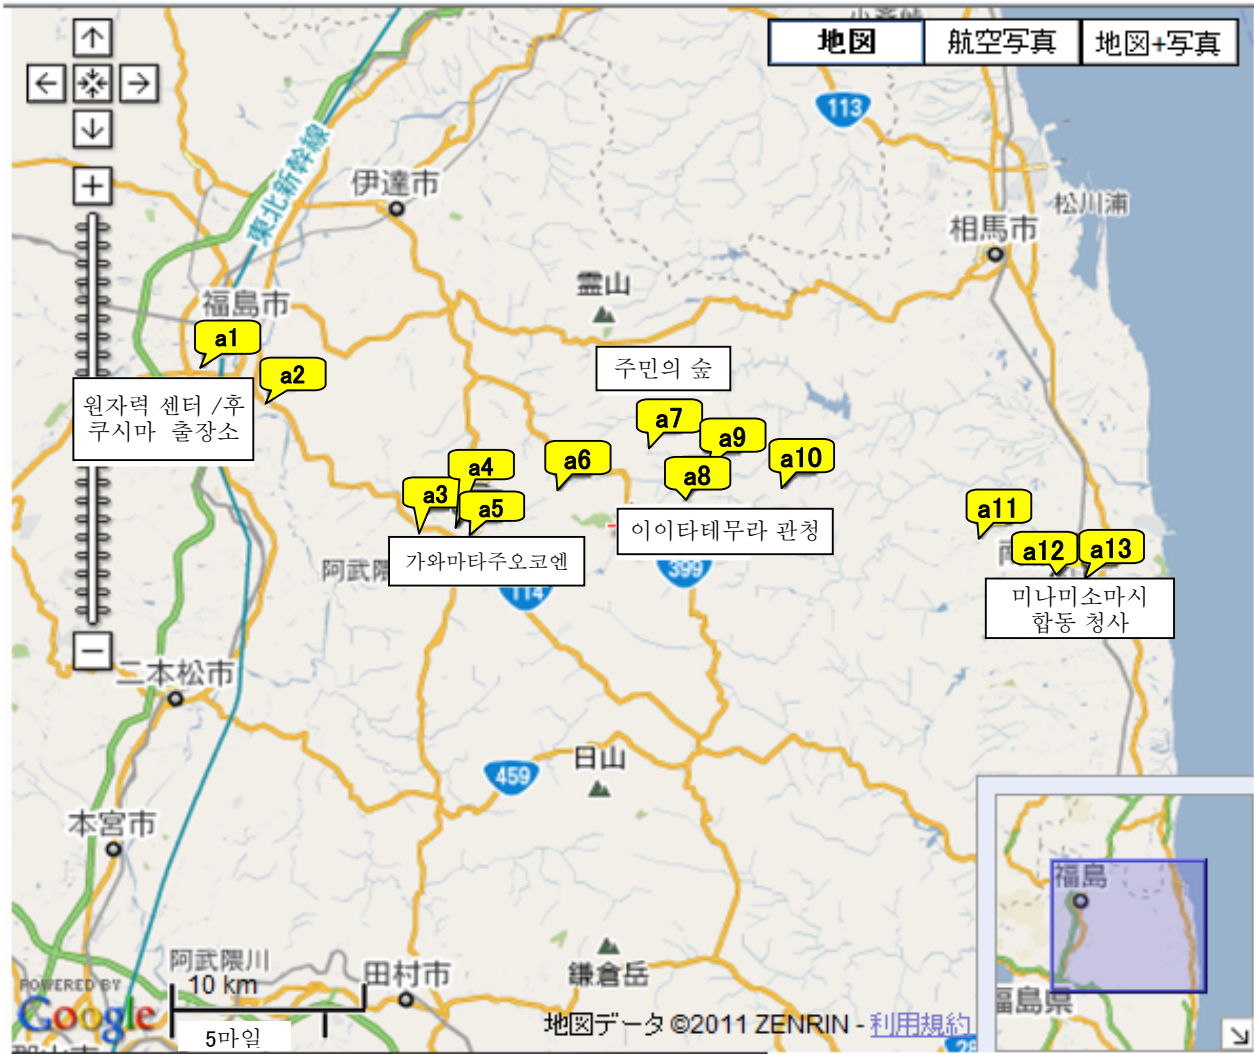 地図
航空写真
地図+写真
113
東北新幹線
伊達市
松川浦
相馬市
霊山
福島市
a1
주민의 숲
a2
원자력 센터 /후
쿠시마 출장소
a7
a9
a4
a6
a8
a10
a3
a5
a11
이이타테무라 관청
a12
a13
가와마타주오코엔
阿武
399
114
미나미소마시
합동 청사
二本松市
日山
459
本宮市
福島
阿武隈川
10 km
田村市
鎌倉岳
福島県
POWERED BY
Google
5마일
地図データ ©2011 ZENRIN - 利用規約